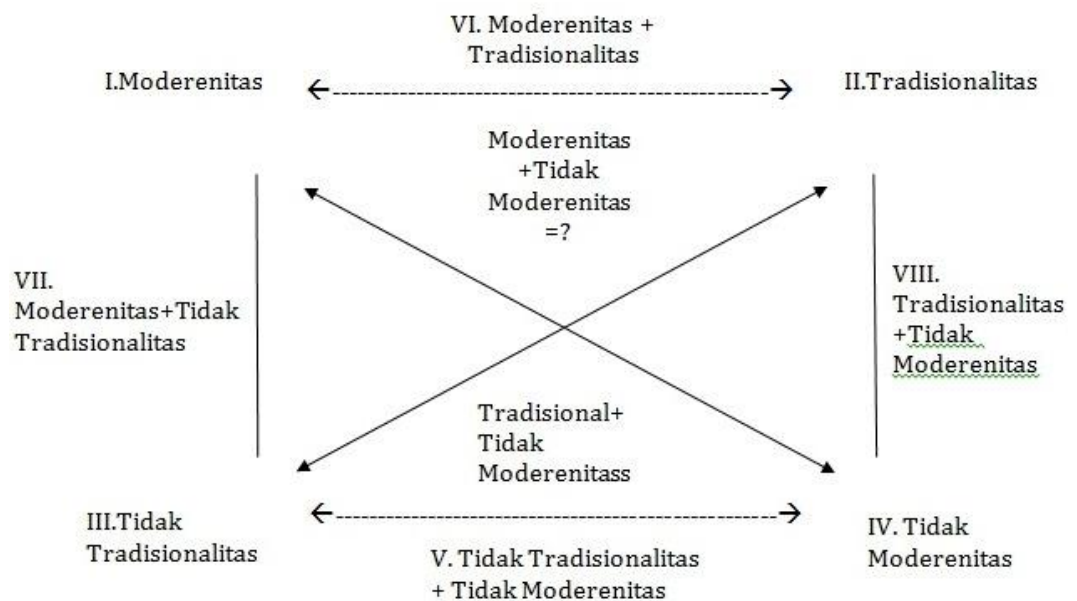 VI. Moderenitas +
Tradisionalitas
I.Moderenitas
II.Tradisionalitas
Moderenitas
+Tidak
Moderenitas
=?
VII.
Moderenitas+Tidak
Tradisionalitas
VIII.
Tradisionalitas
+Tidak
Moderenitas
Tradisional+
Tidak
Moderenitass
III.Tidak
Tradisionalitas
IV. Tidak
Moderenitas
V. Tidak Tradisionalitas
+ Tidak Moderenitas